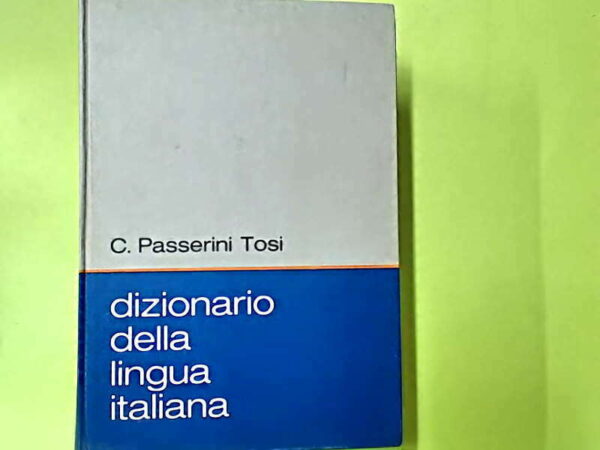 C. Passerini Tosi
dizionario
della
lingua
italiana